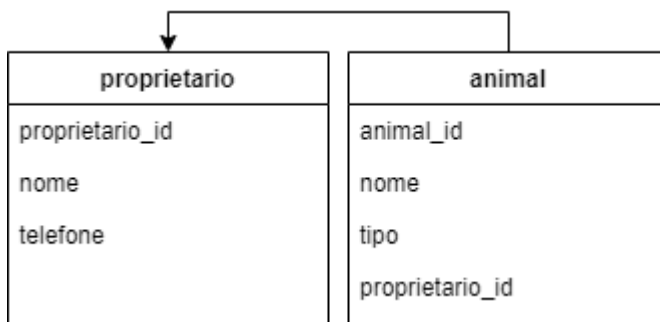 proprietario
proprietario_id
nome
telefone
animal
animal_id
nome
tipo
proprietario_id